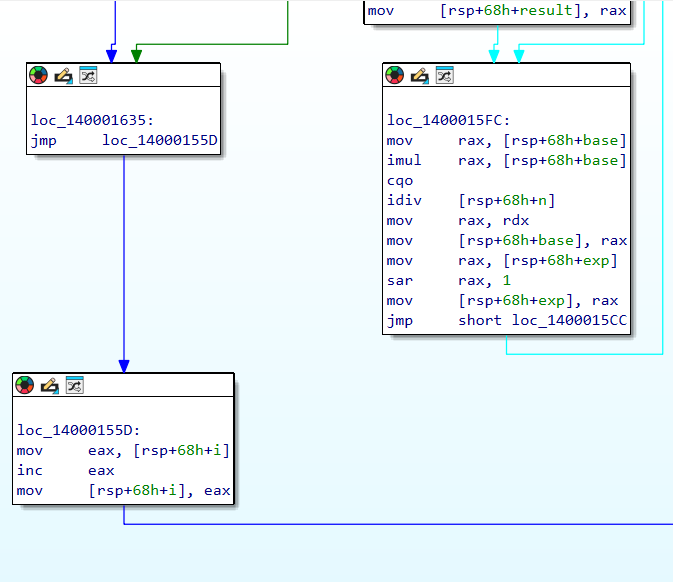 mov     [rsp+68h+result], rax
loc_140001635:
jmp     loc_14000155D
loc_1400015FC:
mov     rax, [rsp+68h+base]
imul    rax, [rsp+68h+base]
cqo
idiv    [rsp+68h+n]
mov     rax, rdx
mov     [rsp+68h+base], rax
mov     rax, [rsp+68h+exp]
sar     rax, 1
mov     [rsp+68h+exp], rax
jmp     short loc_1400015CC
loc_14000155D:
mov     eax, [rsp+68h+i]
inc     eax
mov     [rsp+68h+i], eax